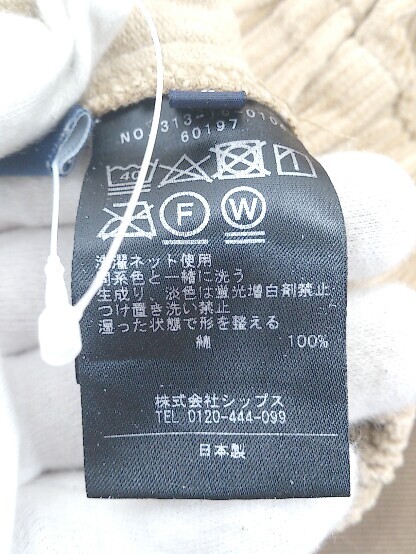 60197
40
F W
洗濯ネット使用
同系色と一緒に洗う
生成り、淡色は蛍光増白剤禁止
つけ置き洗い禁止
湿った状態で形を整える
綿 100%
株式会社シップス
TEL 0120-444-099
日本製